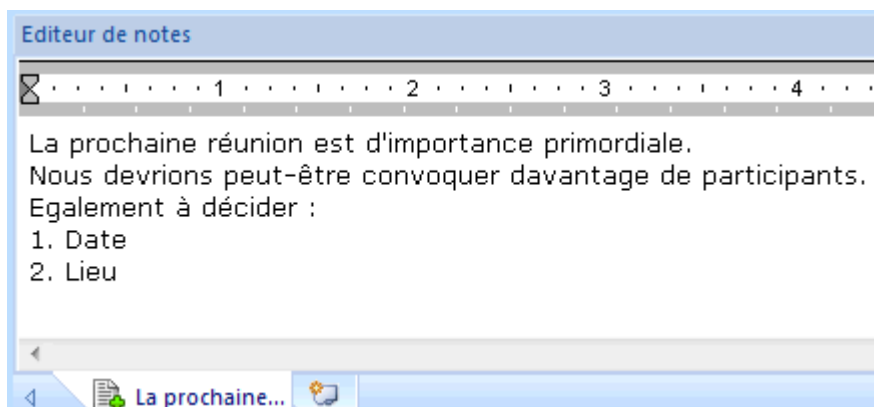 Editeur de notes
1 2 3 4
La prochaine réunion est d'importance primordiale.
Nous devrions peut-être convoquer davantage de participants.
Egalement à décider :
1. Date
2. Lieu
La prochaine...